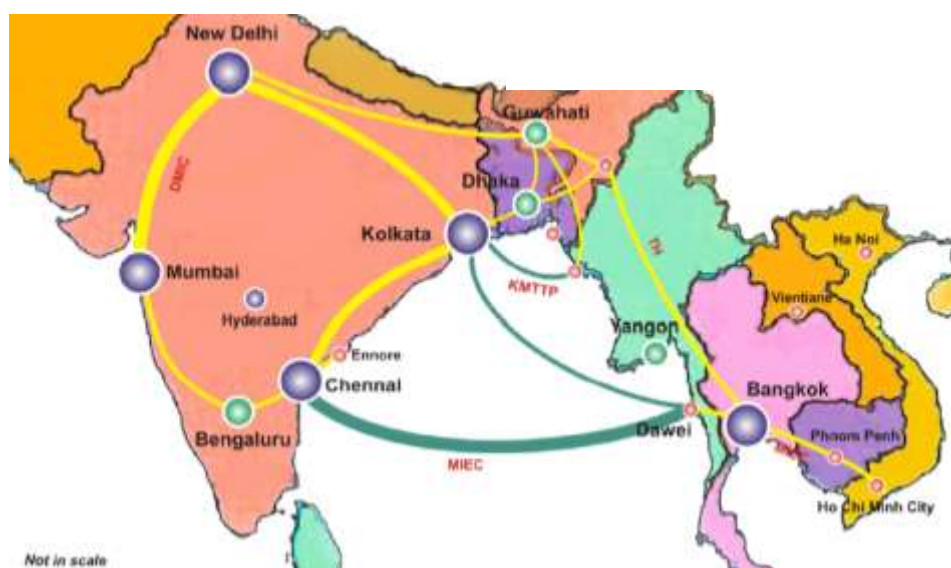 New Delhi
Guwahati
DMIC
Dhaka
Kolkata
Ha Noi
TH
Mumbai
KMTTP
Vientiane
Hyderabad
Yangon
Ennore
Chennai
Bangkok
Bengaluru
Dawei
Phnom Penh
MIEC
Ho Chi Minh City
Not in scale